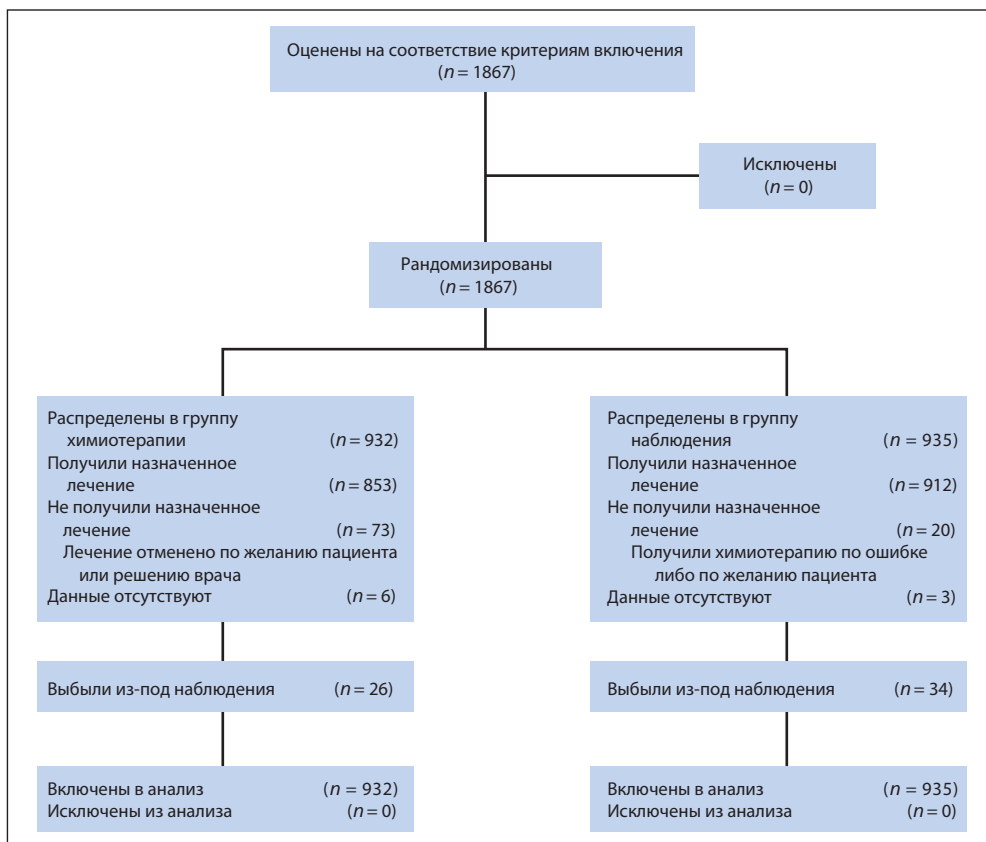 Оценены на соответствие критериям включения
(n = 1867)
Исключены
(n = 0)
Рандомизированы
(n = 1867)
Распределены в группу
химиотерапии (n = 932)
Получили назначенное
лечение (n = 853)
Не получили назначенное
лечение (n = 73)
Лечение отменено по желанию пациента
или решению врача
Данные отсутствуют (n = 6)
Распределены в группу
наблюдения (n = 935)
Получили назначенное
лечение (n = 912)
Не получили назначенное
лечение (n = 20)
Получили химиотерапию по ошибке
либо по желанию пациента
Данные отсутствуют (n = 3)
Выбыли из-под наблюдения (n = 26)
Выбыли из-под наблюдения (n = 34)
Включены в анализ (n = 932)
Исключены из анализа (n = 0)
Включены в анализ (n = 935)
Исключены из анализа (n = 0)